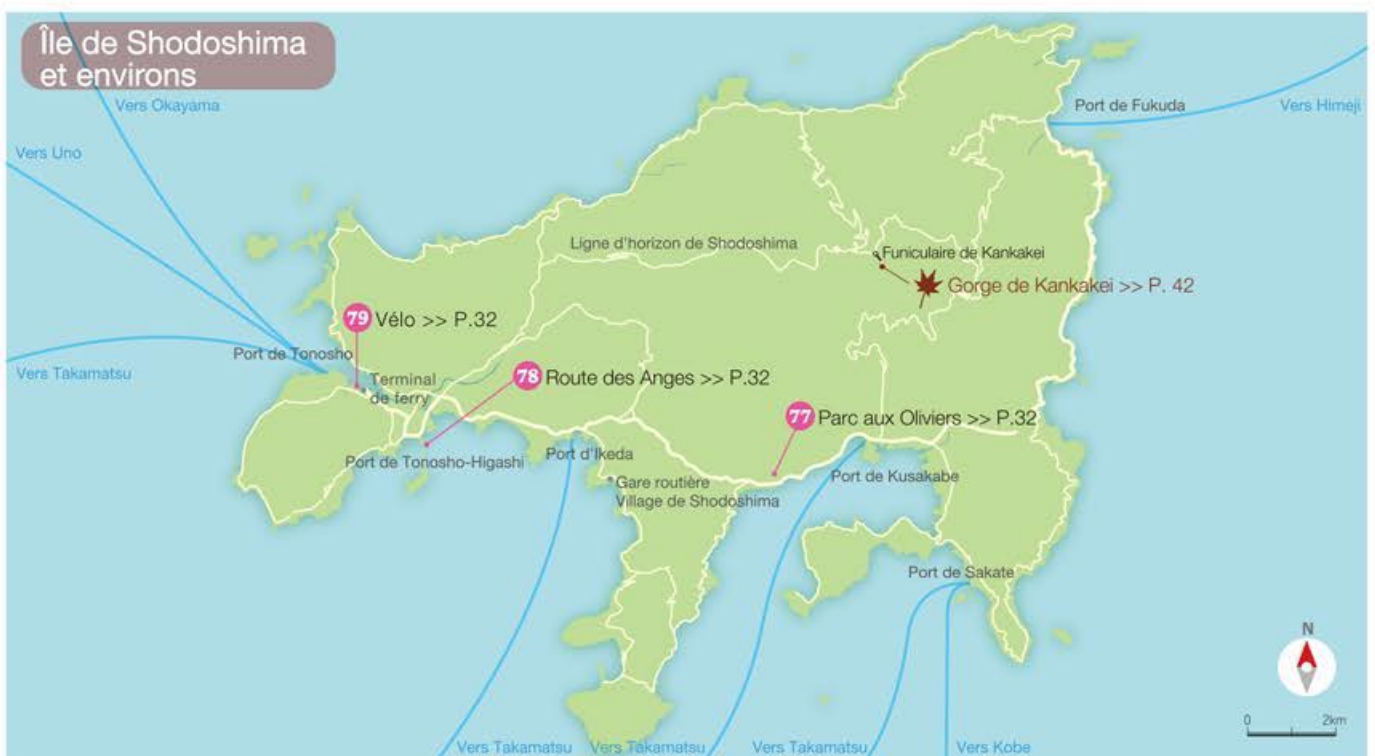 Île de Shodoshima
et environs
Vers Okayama
Port de Fukuda
Vers Himeji
Vers Uno
Ligne d'horizon de Shodoshima
Funiculaire de Kankakei
Gorge de Kankakei >> P. 42
79 Vélo >> P.32
Port de Tonosho
Vers Takamatsu
Terminal
de ferry
78 Route des Anges >> P.32
77 Parc aux Oliviers >> P.32
Port de Tonosho-Higashi
Port d'Ikeda
Gare routière
Village de Shodoshima
Port de Kusakabe
Port de Sakate
N
0 2km
Vers Takamatsu
Vers Takamatsu
Vers Takamatsu
Vers Kobe